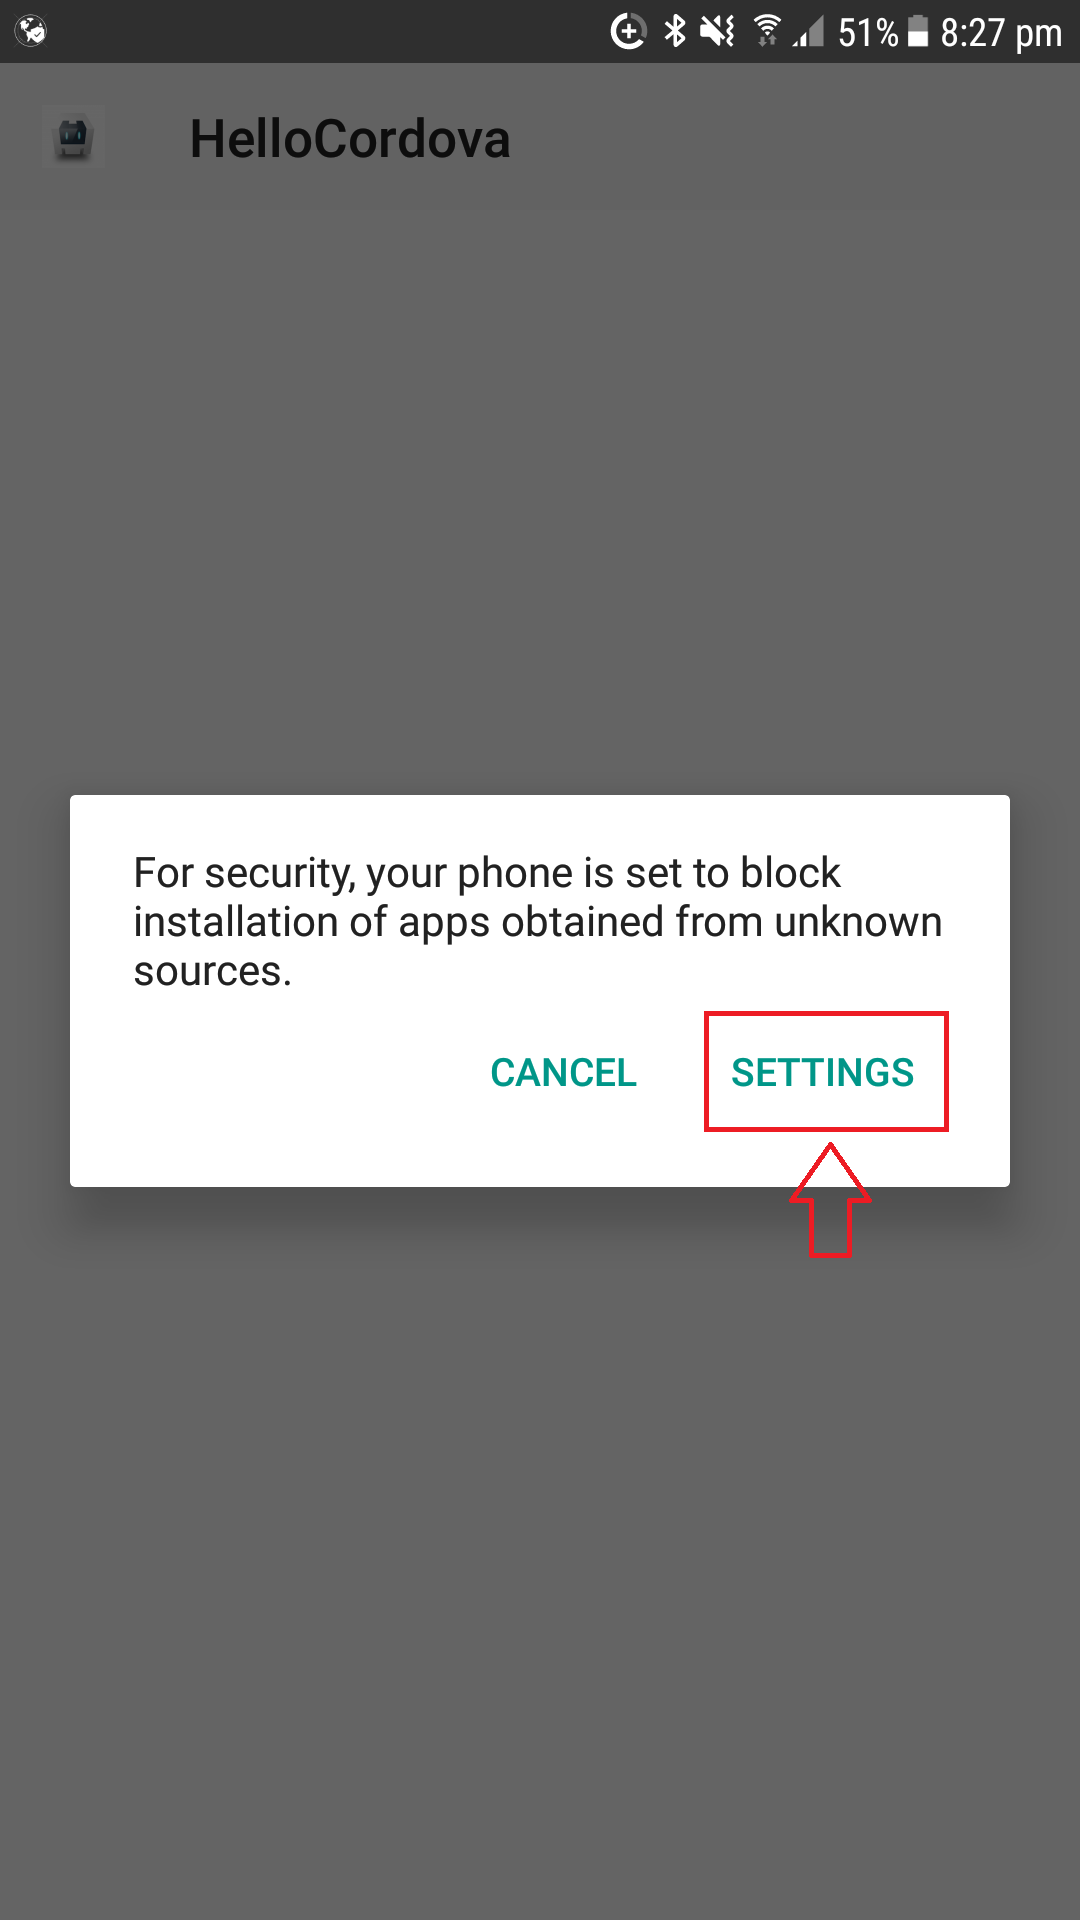 51% 8:27 pm
HelloCordova
For security, your phone is set to block
installation of apps obtained from unknown
sources.
CANCEL SETTINGS